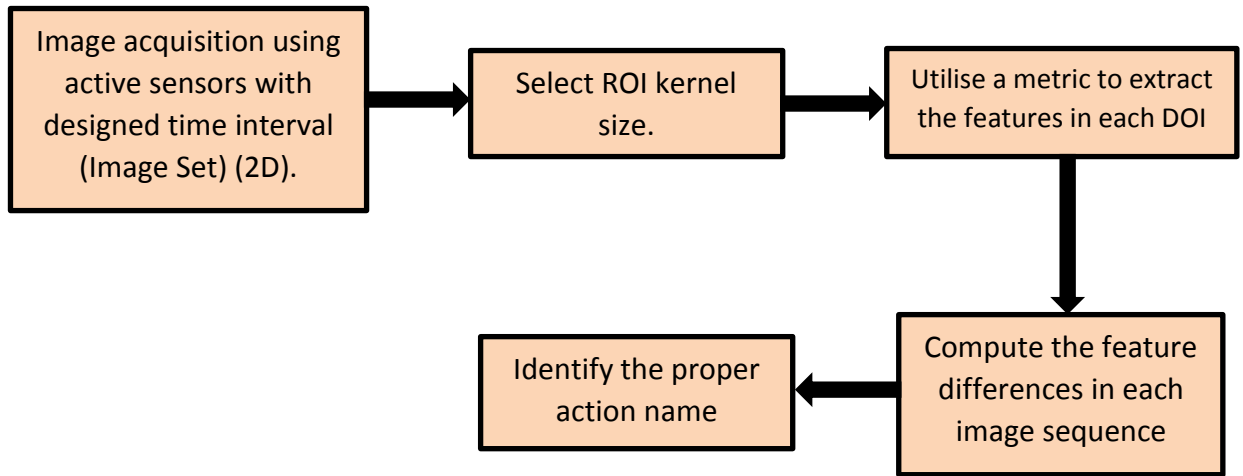 Image acquisition using
active sensors with
designed time interval
(Image Set) (2D).
Select ROI kernel
size.
Utilise a metric to extract
the features in each DOI
Compute the feature
differences in each
image sequence
Identify the proper
action name